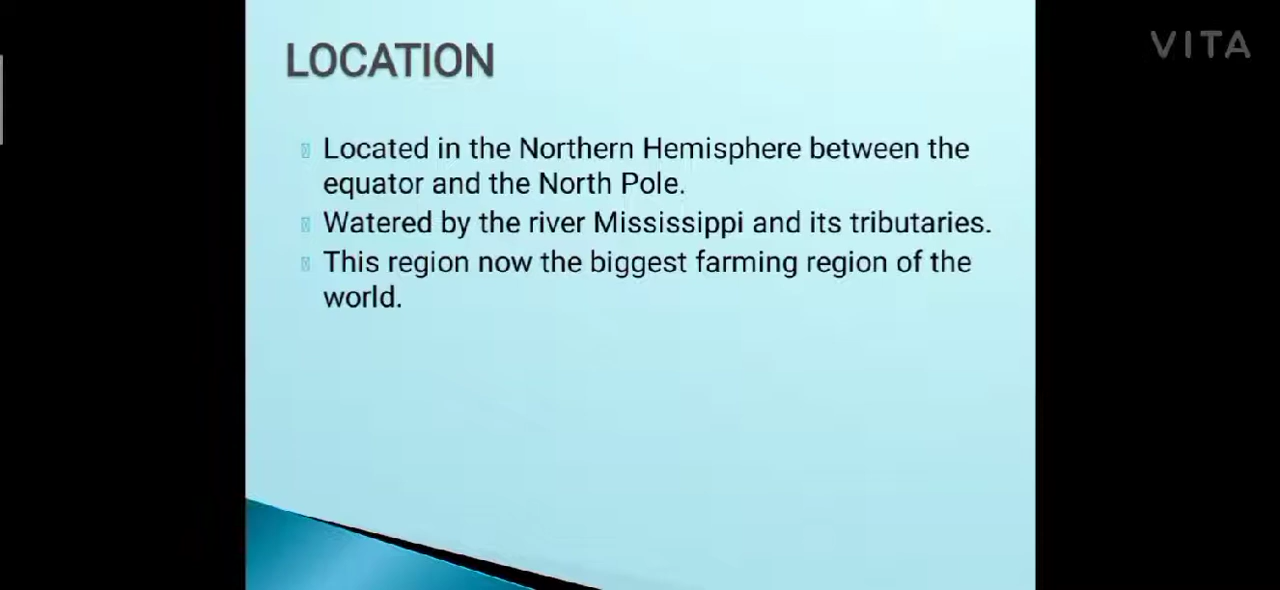 LOCATION
VITA
Located in the Northern Hemisphere between the
equator and the North Pole.
Watered by the river Mississippi and its tributaries.
This region now the biggest farming region of the
world.